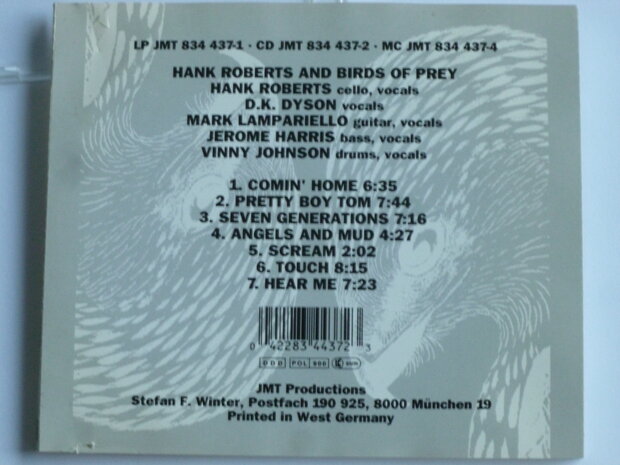 LP JMT 834 437-1 · CD JMT 834 437-2 · MC JMT 834 437-4
HANK ROBERTS AND BIRDS OF PREY
HANK ROBERTS cello, vocals
D.K. DYSON vocals
MARK LAMPARIELLO guitar, vocals
JEROME HARRIS bass, vocals
VINNY JOHNSON drums, vocals
1. COMIN' HOME 6:35
2. PRETTY BOY TOM 7:44
3. SEVEN GENERATIONS 7:16
4. ANGELS AND MUD 4:27
5. SCREAM 2:02
6. TOUCH 8:15
7. HEAR ME 7:23
0 42283 44372 3
DDD POL 900
JMT Productions
Stefan F. Winter, Postfach 190 925, 8000 München 19
Printed in West Germany